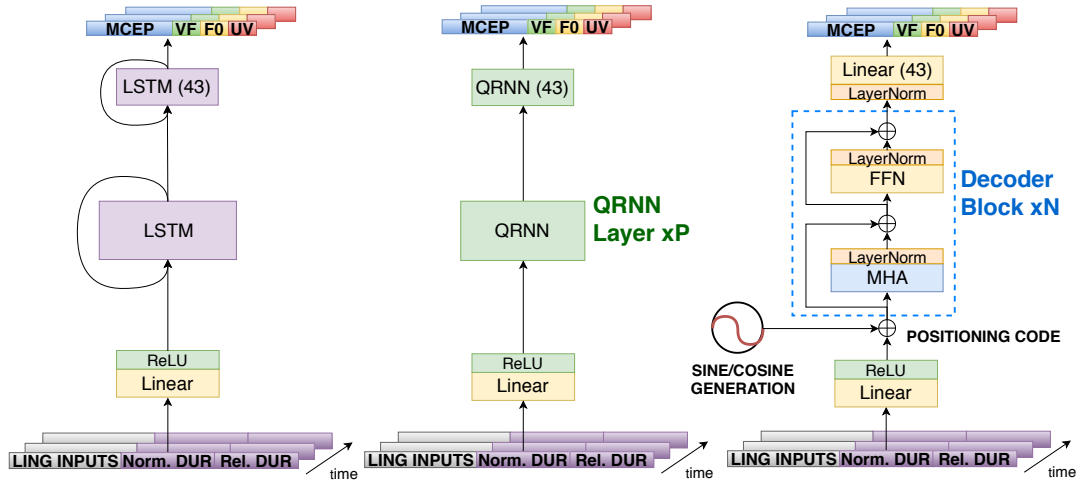 MCEP VF F0 UV
LSTM (43)
LSTM
ReLU
Linear
LING INPUTS Norm. DUR Rel. DUR
time
MCEP VF F0 UV
QRNN (43)
QRNN
QRNN
Layer xP
ReLU
Linear
LING INPUTS Norm. DUR Rel. DUR
time
MCEP VF F0 UV
Linear (43)
LayerNorm
LayerNorm
FFN
Decoder
Block xN
LayerNorm
MHA
POSITIONING CODE
SINE/COSINE
GENERATION
ReLU
Linear
LING INPUTS Norm. DUR Rel. DUR
time